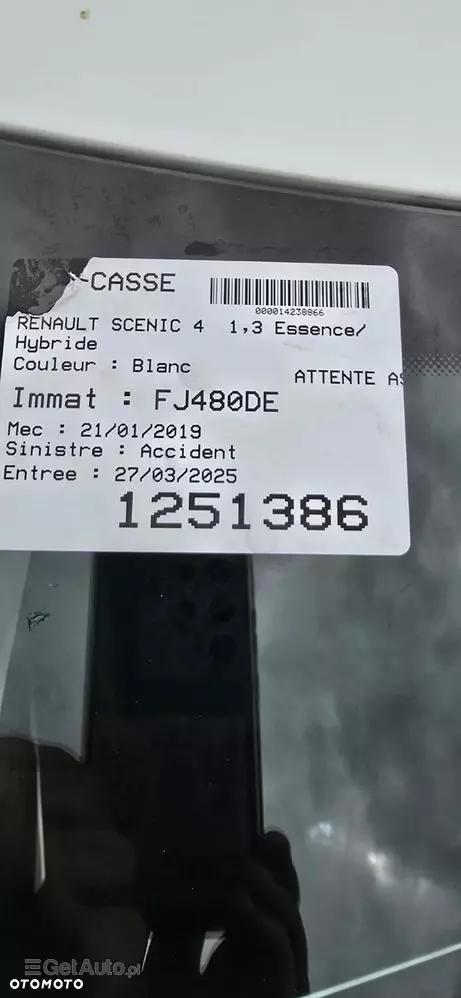 -CASSE
000014238866
RENAULT SCENIC 4 1,3 Essence/
Hybride
Couleur : Blanc
ATTENTE AS
Immat : FJ480DE
Mec : 21/01/2019
Sinistre : Accident
Entree : 27/03/2025
1251386
GetAuto.pl
OTOMOTO